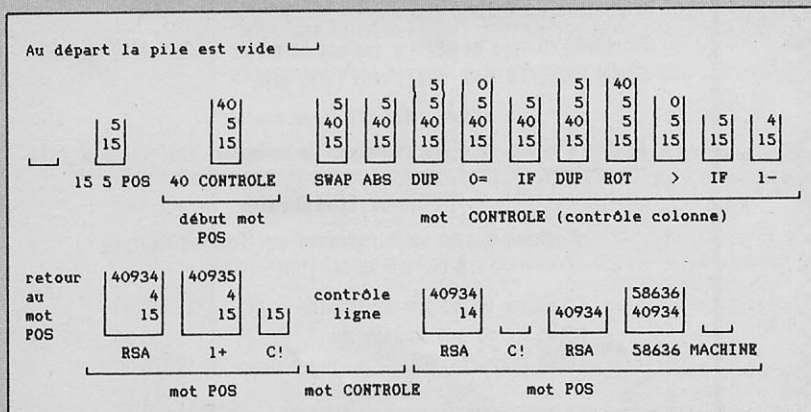 Au départ la pile est vide
5 0 5 40
40 5 5 5 5 5 5 0
5 5 40 40 40 40 40 5 5 5 4
15 15 15 15 15 15 15 15 15 15 15 15
15 5 POS 40 CONTROLE SWAP ABS DUP 0= IF DUP ROT > IF 1-
début mot POS
mot CONTROLE (contrôle colonne)
retour au mot POS
40934 40935 contrôle 40934 58636
4 4 ligne 14 40934 40934
15 15 15
RSA 1+ C! RSA C! RSA 58636 MACHINE
mot POS mot CONTROLE mot POS